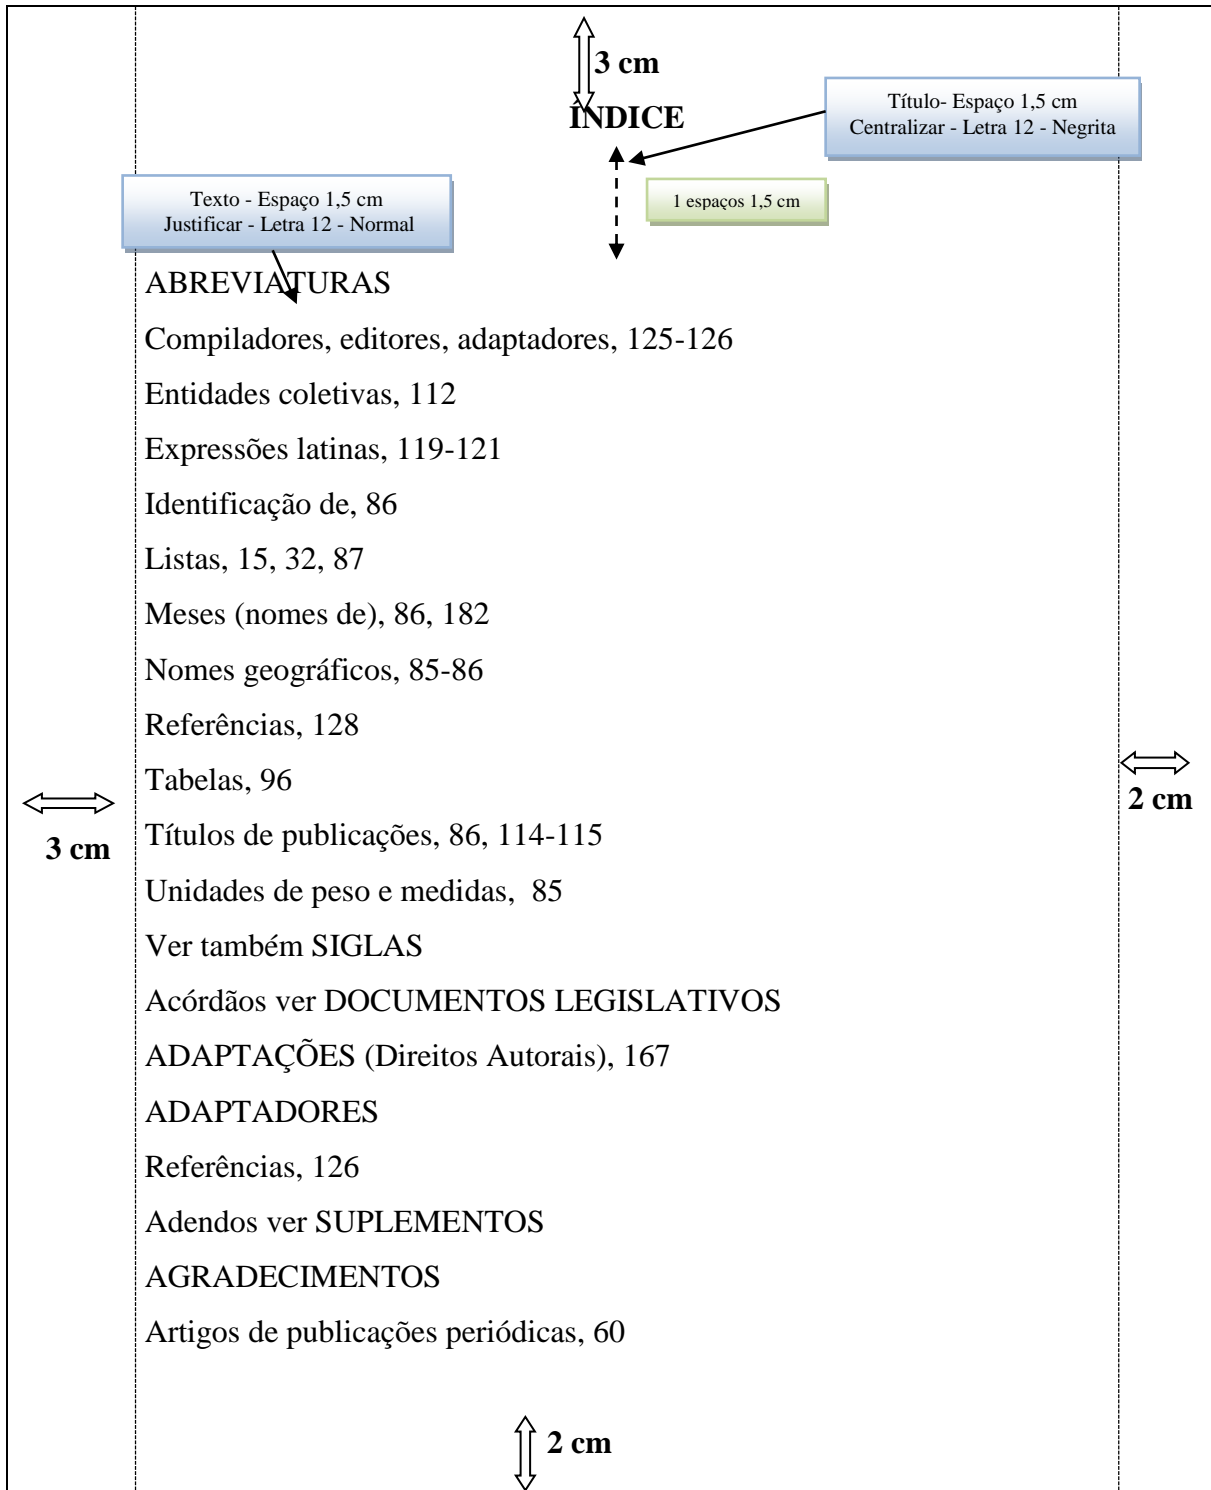 3 cm
ÍNDICE
Título- Espaço 1,5 cm
Centralizar - Letra 12 - Negrita
1 espaços 1,5 cm
Texto - Espaço 1,5 cm
Justificar - Letra 12 - Normal
ABREVIATURAS
Compiladores, editores, adaptadores, 125-126
Entidades coletivas, 112
Expressões latinas, 119-121
Identificação de, 86
Listas, 15, 32, 87
Meses (nomes de), 86, 182
Nomes geográficos, 85-86
Referências, 128
Tabelas, 96
2 cm
3 cm
Títulos de publicações, 86, 114-115
Unidades de peso e medidas,  85
Ver também SIGLAS
Acórdãos ver DOCUMENTOS LEGISLATIVOS
ADAPTAÇÕES (Direitos Autorais), 167
ADAPTADORES
Referências, 126
Adendos ver SUPLEMENTOS
AGRADECIMENTOS
Artigos de publicações periódicas, 60
2 cm